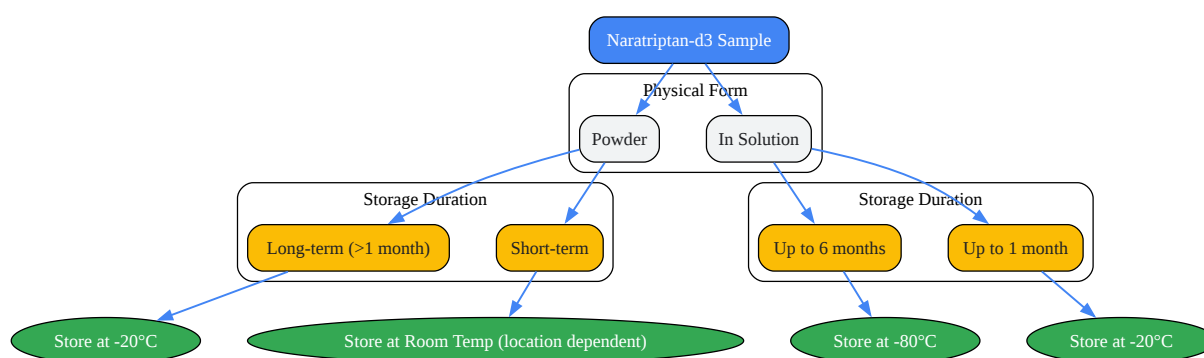 Naratriptan-d3 Sample
Physical Form
Powder
In Solution
Storage Duration
Storage Duration
Long-term (>1 month)
Short-term
Up to 6 months
Up to 1 month
Store at -20°C
Store at Room Temp (location dependent)
Store at -80°C
Store at -20°C